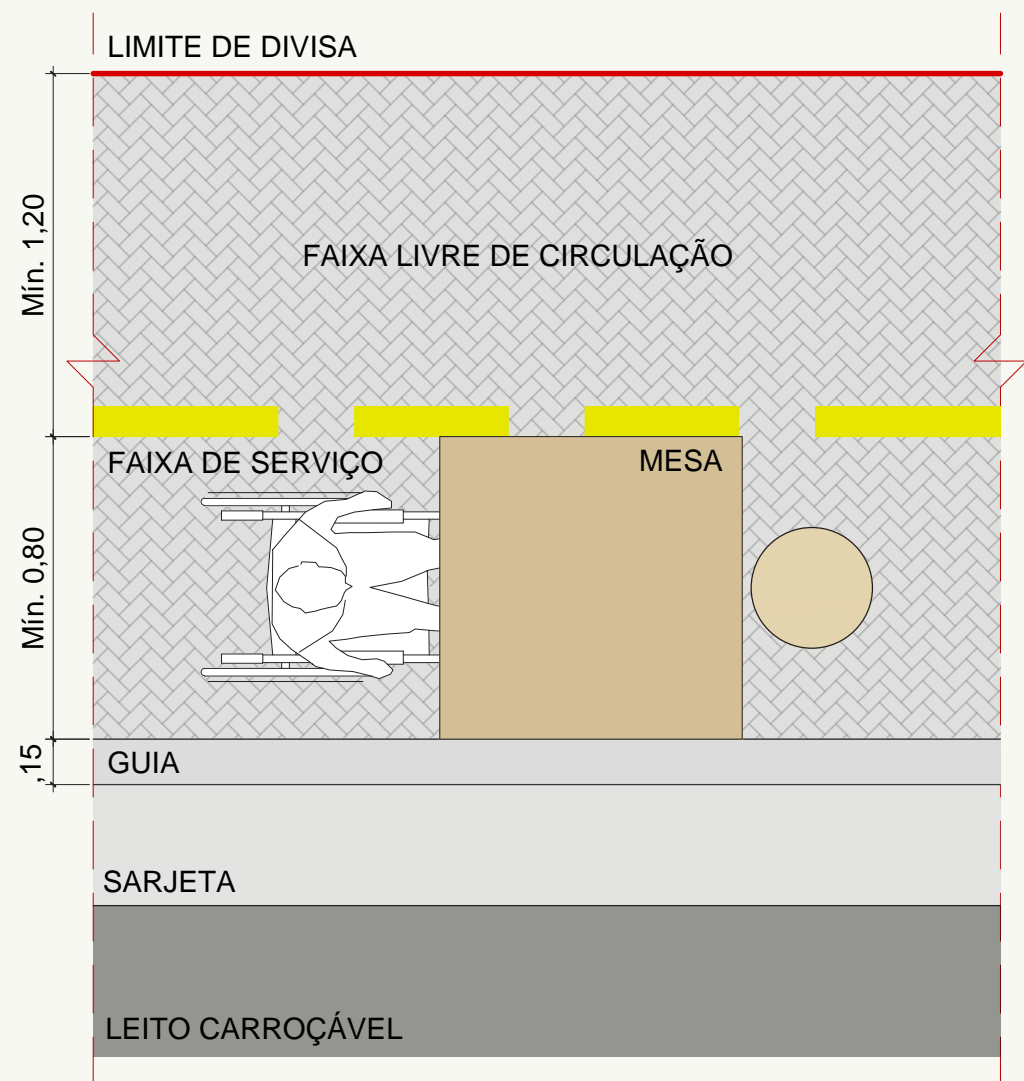 LIMITE DE DIVISA
Mín. 1,20
FAIXA LIVRE DE CIRCULAÇÃO
FAIXA DE SERVIÇO
MESA
Mín. 0,80
,15
GUIA
SARJETA
LEITO CARROÇÁVEL